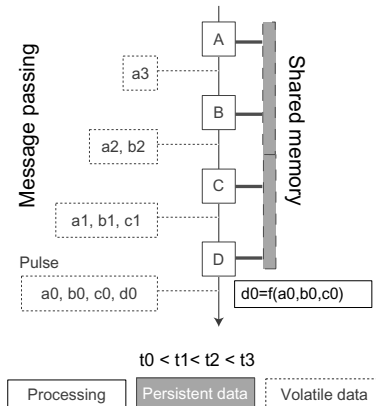 A
a3
B
a2, b2
C
a1, b1, c1
D
Pulse
a0, b0, c0, d0
d0=f(a0,b0,c0)
Message passing
Shared memory
t0 < t1< t2 < t3
Processing
Persistent data
Volatile data